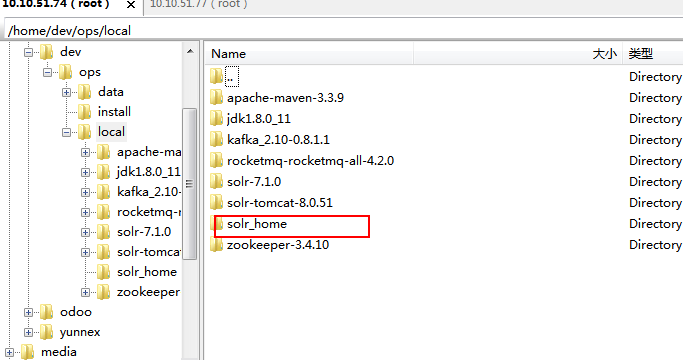 10.10.51.74 ( root )
10.10.51.77 ( root )
/home/dev/ops/local
dev
ops
data
install
local
apache-ma
jdk1.8.0_11
kafka_2.10-
rocketmq-r
solr-7.1.0
solr-tomcat
solr_home
zookeeper
odoo
yunnex
media
Name 大小 类型
.. Directory
apache-maven-3.3.9 Directory
jdk1.8.0_11 Directory
kafka_2.10-0.8.1.1 Directory
rocketmq-rocketmq-all-4.2.0 Directory
solr-7.1.0 Directory
solr-tomcat-8.0.51 Directory
solr_home Directory
zookeeper-3.4.10 Directory